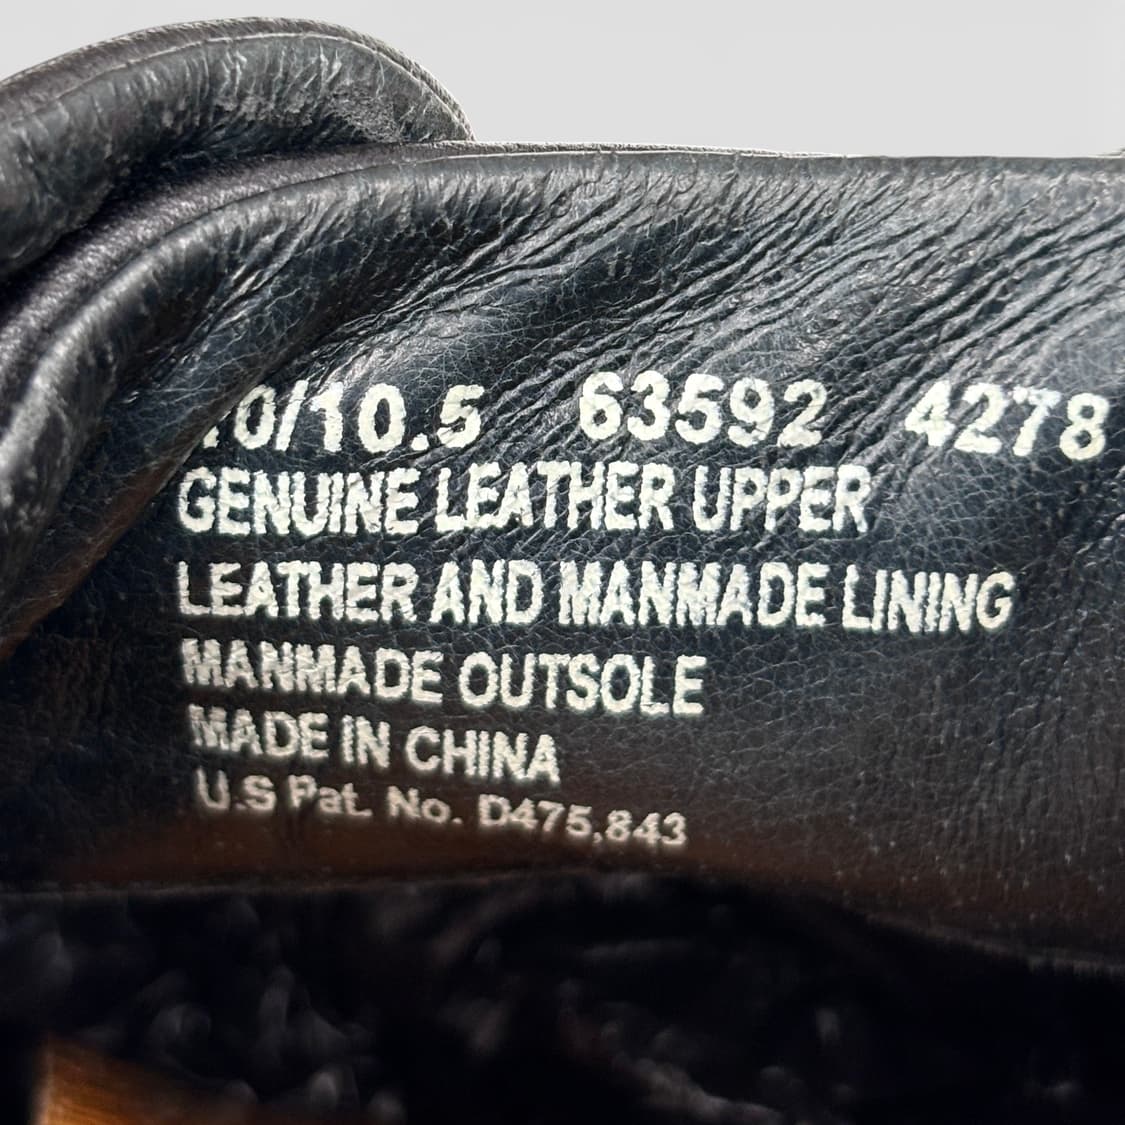 10/10.5 63592 4278
GENUINE LEATHER UPPER
LEATHER AND MANMADE LINING
MANMADE OUTSOLE
MADE IN CHINA
U.S Pat. No. D475,843